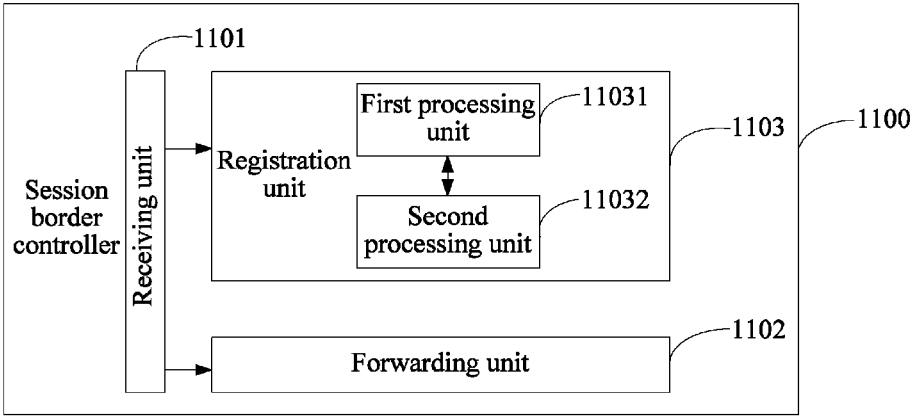 1101
First processing
unit
11031
1103
1100
Registration
unit
Session
border
controller
Receiving unit
Second
processing unit
11032
1102
Forwarding unit